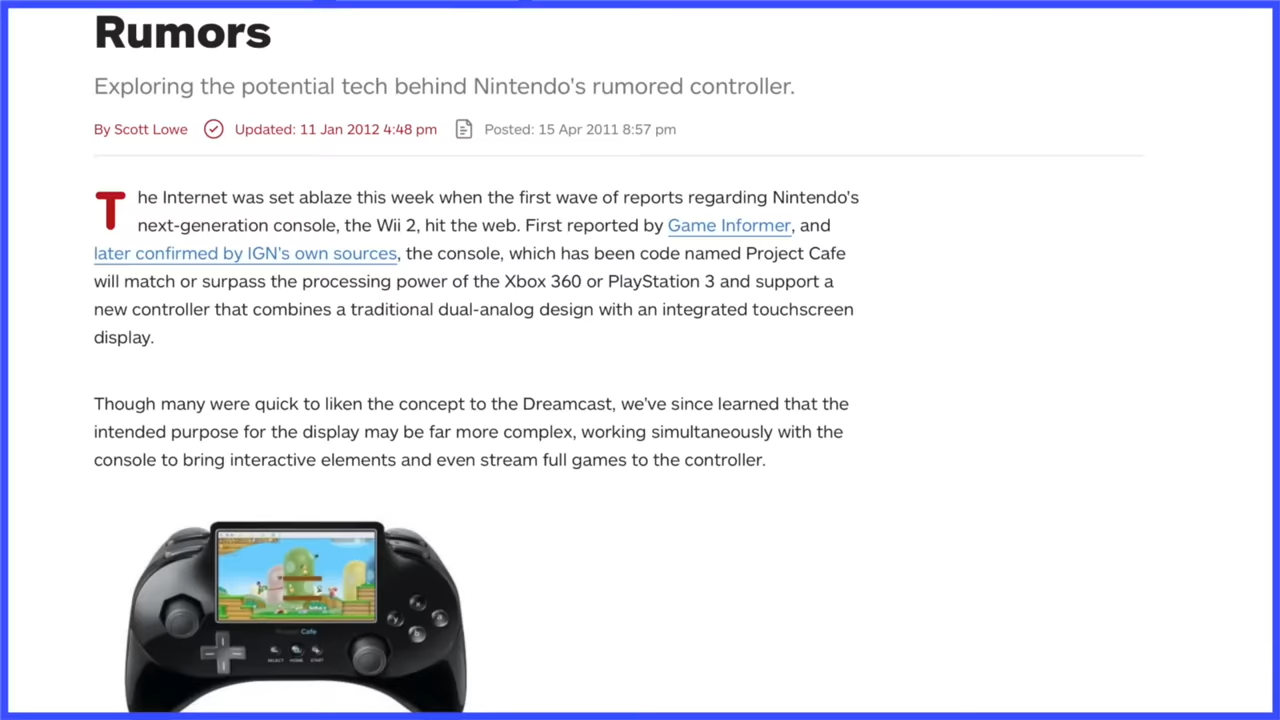 Rumors
Exploring the potential tech behind Nintendo's rumored controller.
By Scott Lowe Updated: 11 Jan 2012 4:48 pm Posted: 15 Apr 2011 8:57 pm
The Internet was set ablaze this week when the first wave of reports regarding Nintendo's
next-generation console, the Wii 2, hit the web. First reported by Game Informer, and
later confirmed by IGN's own sources, the console, which has been code named Project Cafe
will match or surpass the processing power of the Xbox 360 or PlayStation 3 and support a
new controller that combines a traditional dual-analog design with an integrated touchscreen
display.
Though many were quick to liken the concept to the Dreamcast, we've since learned that the
intended purpose for the display may be far more complex, working simultaneously with the
console to bring interactive elements and even stream full games to the controller.
Project Cafe
SELECT HOME START